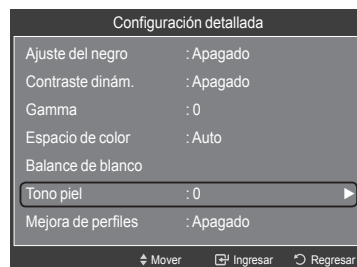 Configuración detallada
Ajuste del negro : Apagado
Contraste dinám. : Apagado
Gamma : 0
Espacio de color : Auto
Balance de blanco
Tono piel : 0
Mejora de perfiles : Apagado
Mover Ingresar Regresar